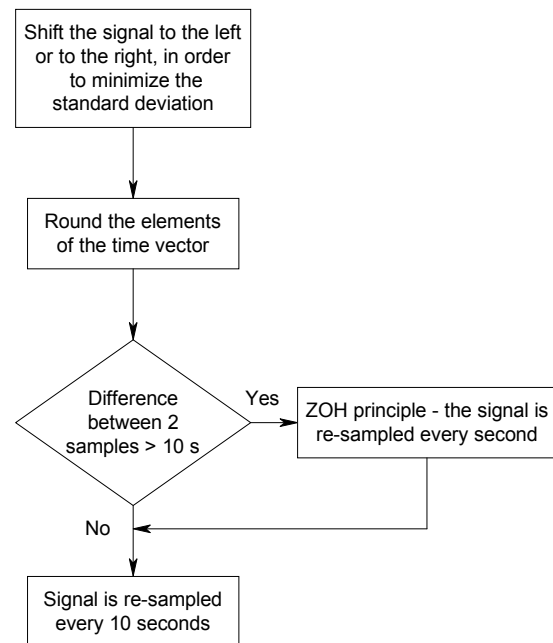 Shift the signal to the left
or to the right, in order
to minimize the
standard deviation
Round the elements
of the time vector
Difference
between 2
samples > 10 s
Yes
ZOH principle - the signal is
re-sampled every second
No
Signal is re-sampled
every 10 seconds